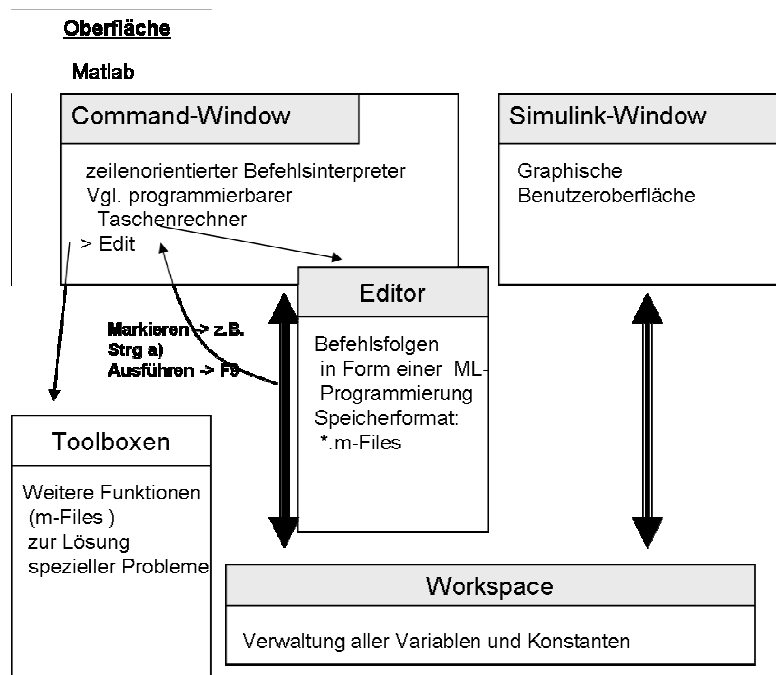 Oberfläche
Matlab
Command-Window
zeilenorientierter Befehlsinterpreter
Vgl. programmierbarer
Taschenrechner
> Edit
Simulink-Window
Graphische
Benutzeroberfläche
Markieren -> z.B.
Strg a)
Ausführen -> F9
Editor
Befehlsfolgen
in Form einer ML-
Programmierung
Speicherformat:
*.m-Files
Toolboxen
Weitere Funktionen
(m-Files )
zur Lösung
spezieller Probleme
Workspace
Verwaltung aller Variablen und Konstanten